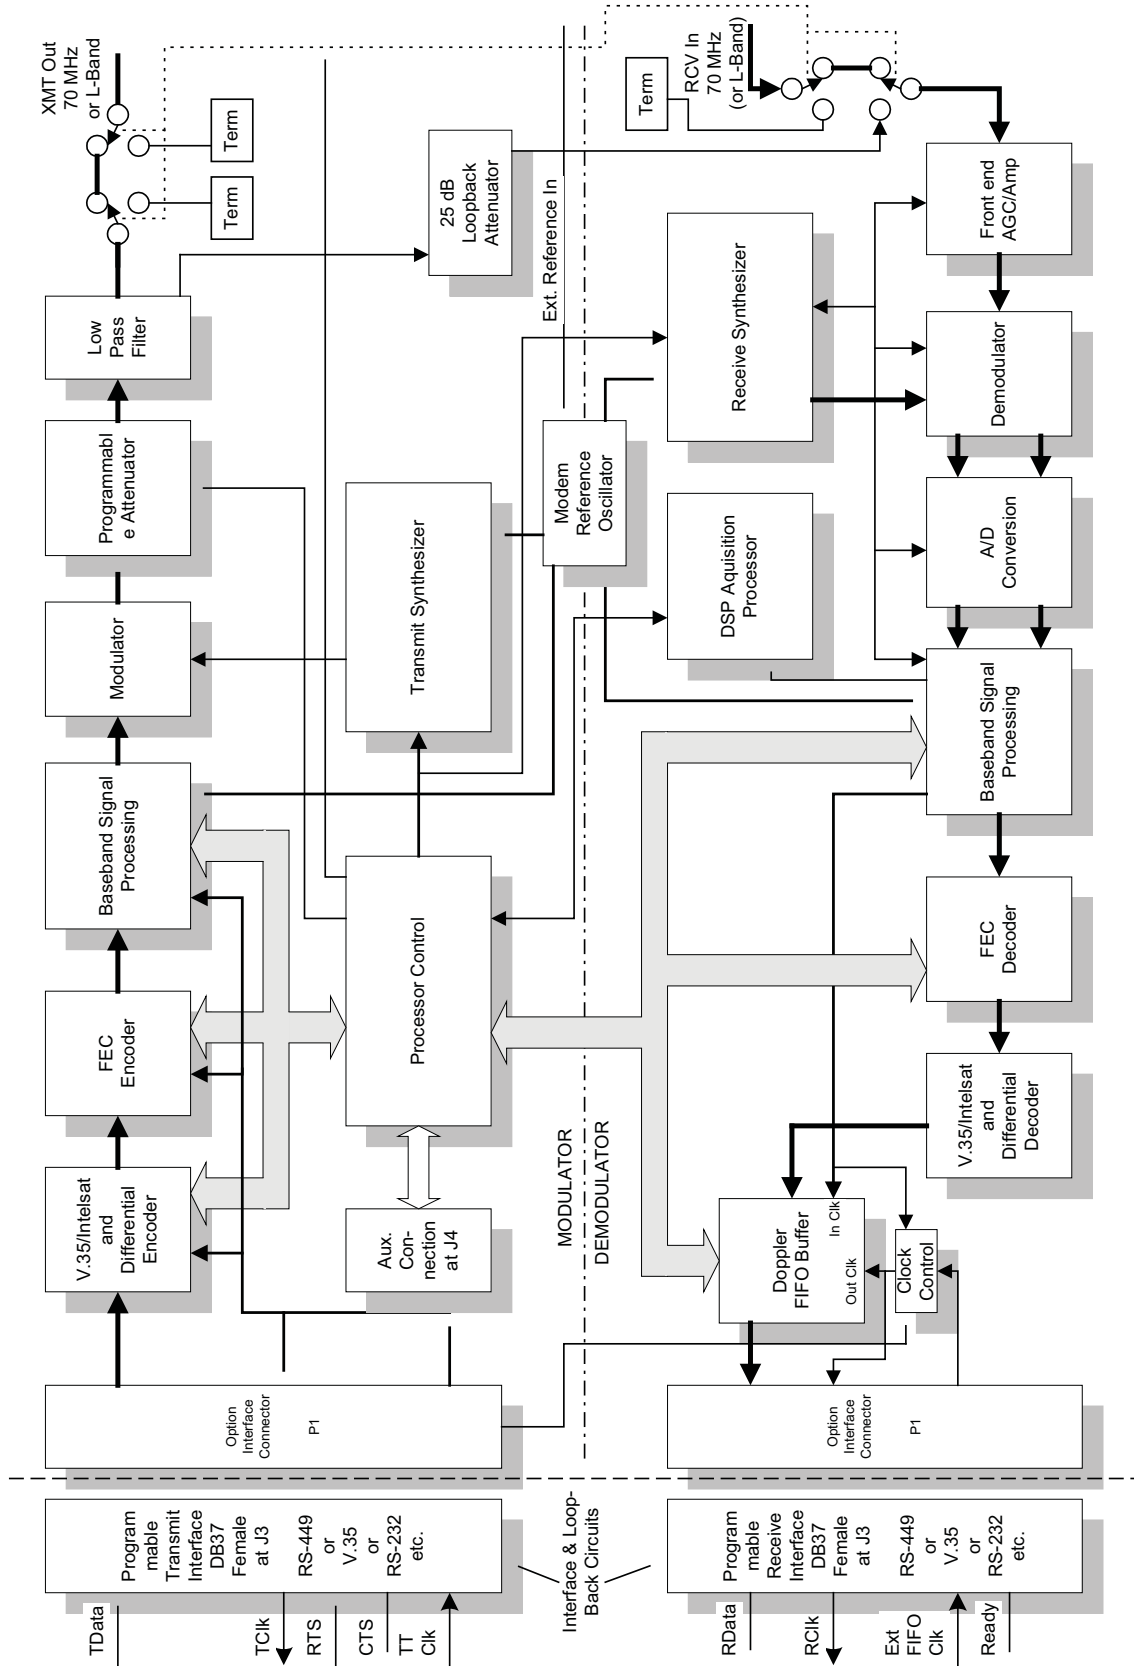 XMT Out
70 MHz
or L-Band
Term
Term
Low
Pass
Filter
25 dB
Loopback
Attenuator
Ext. Reference In
Term
RCV In
70 MHz
(or L-Band)
Front end
AGC/Amp
Programmabl
e Attenuator
Modulator
Transmit Synthesizer
Modem
Reference
Oscillator
Receive Synthesizer
Demodulator
DSP Aquisition
Processor
A/D
Conversion
Baseband Signal
Processing
Baseband Signal
Processing
Processor Control
FEC
Encoder
FEC
Decoder
V.35/Intelsat
and
Differential
Encoder
Aux.
Con-
nection
at J4
MODULATOR
DEMODULATOR
Doppler
FIFO Buffer
In Clk
Out Clk
Clock
Control
V.35/Intelsat
and
Differential
Decoder
Option
Interface
Connector
P1
Option
Interface
Connector
P1
Program
mable
Transmit
Interface
DB37
Female
at J3
RS-449
or
V.35
or
RS-232
etc.
Interface & Loop-
Back Circuits
Program
mable
Receive
Interface
DB37
Female
at J3
RS-449
or
V.35
or
RS-232
etc.
TData
TClk
RTS
CTS
TT
Clk
RData
RClk
Ext
FIFO
Clk
Ready